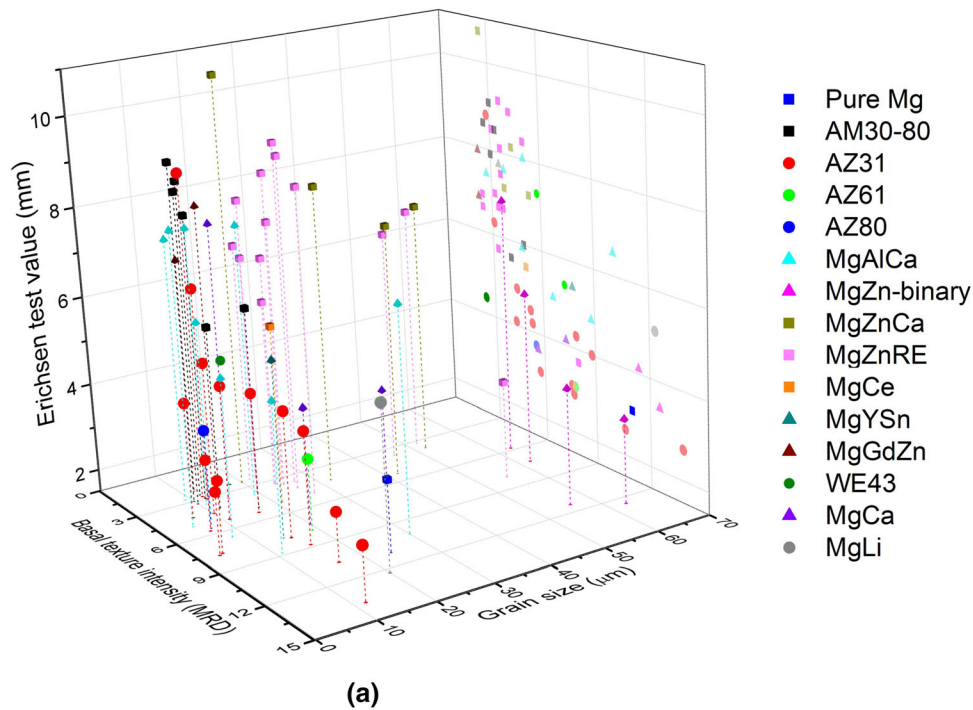 10
8
6
4
2
Erichsen test value (mm)
0
3
6
9
12
15
Basal texture intensity (MRD)
0
10
20
30
40
50
60
70
Grain size (μm)
Pure Mg
AM30-80
AZ31
AZ61
AZ80
MgAlCa
MgZn-binary
MgZnCa
MgZnRE
MgCe
MgYSn
MgGdZn
WE43
MgCa
MgLi
(a)